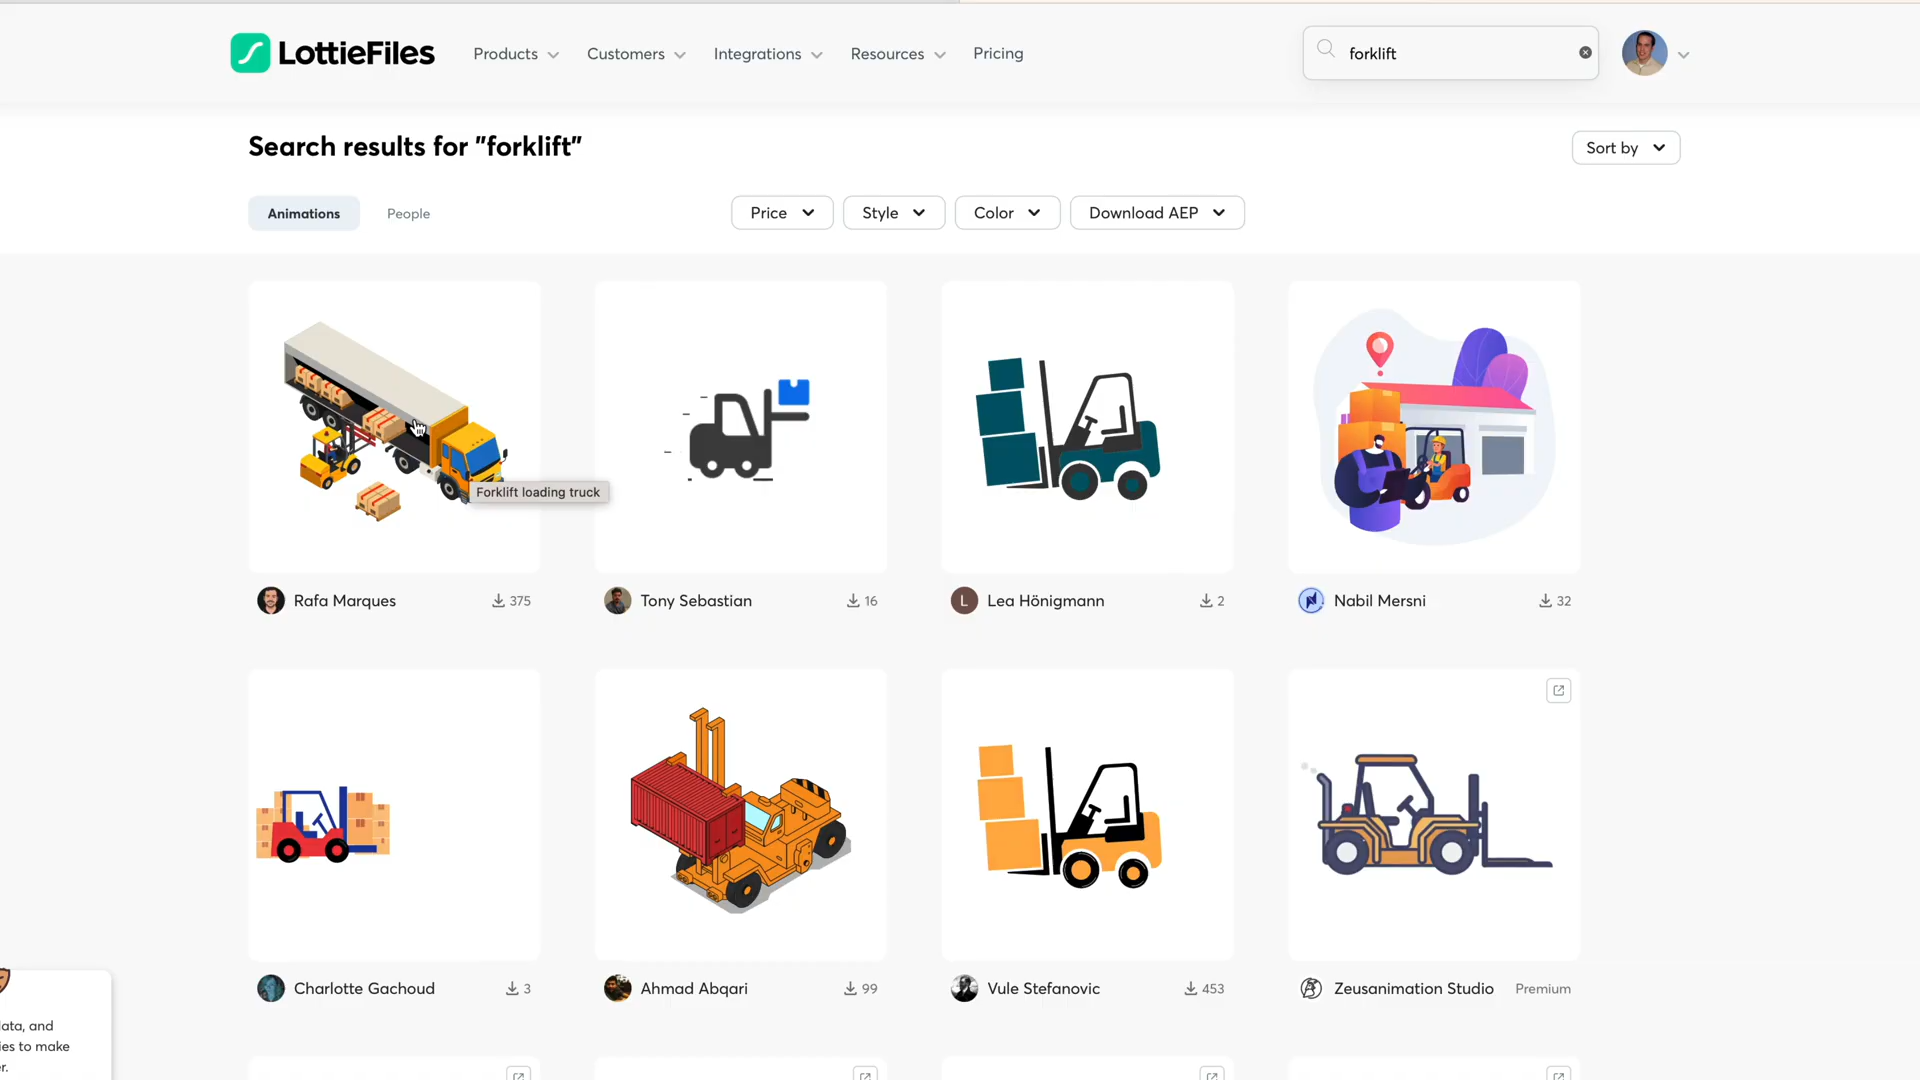 LottieFiles
Products
Customers
Integrations
Resources
Pricing
forklift
Search results for "forklift"
Sort by
Animations
People
Price
Style
Color
Download AEP
Forklift loading truck
Rafa Marques
375
Tony Sebastian
16
L
Lea Hönigmann
2
Nabil Mersni
32
Charlotte Gachoud
3
Ahmad Abqari
99
Vule Stefanovic
453
Zeusanimation Studio
Premium
ata, and
ies to make
r.